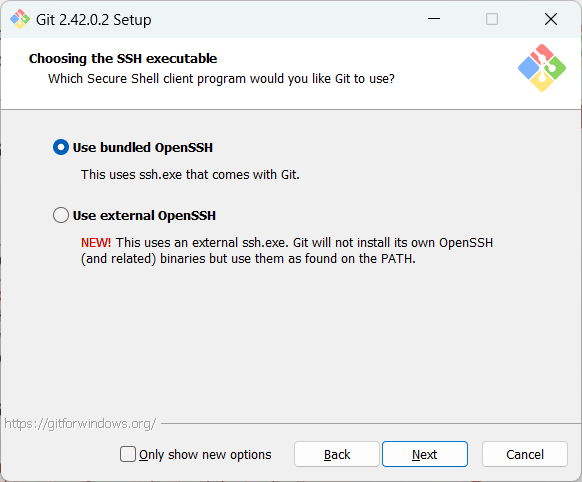 Git 2.42.0.2 Setup
Choosing the SSH executable
Which Secure Shell client program would you like Git to use?
Use bundled OpenSSH
This uses ssh.exe that comes with Git.
Use external OpenSSH
NEW! This uses an external ssh.exe. Git will not install its own OpenSSH
(and related) binaries but use them as found on the PATH.
https://gitforwindows.org/
Only show new options
Back
Next
Cancel